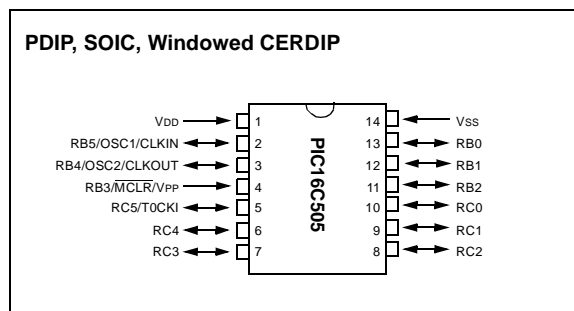 PDIP, SOIC, Windowed CERDIP
VDD 1 14 VSS
RB5/OSC1/CLKIN 2 13 RB0
RB4/OSC2/CLKOUT 3 12 RB1
RB3/MCLR/VPP 4 11 RB2
RC5/T0CKI 5 10 RC0
RC4 6 9 RC1
RC3 7 8 RC2
PIC16C505